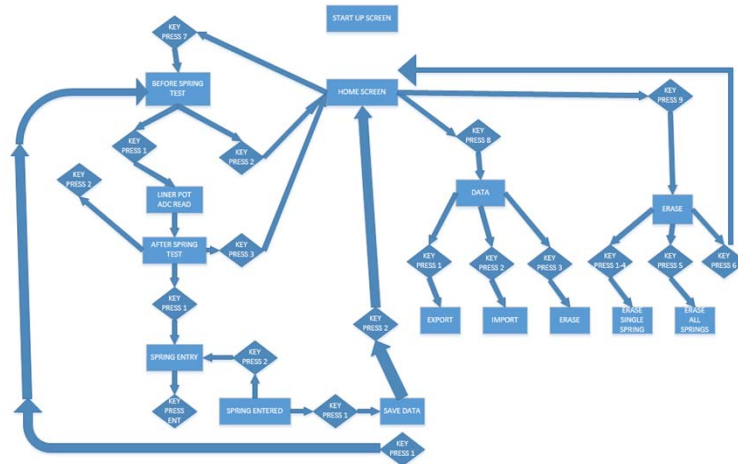 START UP SCREEN
KEY
PRESS 7
BEFORE SPRING
TEST
HOME SCREEN
KEY
PRESS 9
KEY
PRESS 1
KEY
PRESS 2
KEY
PRESS 8
KEY
PRESS 2
LINER POT
ADC READ
DATA
ERASE
AFTER SPRING
TEST
KEY
PRESS 3
KEY
PRESS 1
KEY
PRESS 2
KEY
PRESS 3
KEY
PRESS 1-4
KEY
PRESS 5
KEY
PRESS 6
KEY
PRESS 1
EXPORT
IMPORT
ERASE
ERASE
SINGLE
SPRING
ERASE
ALL
SPRINGS
KEY
PRESS 2
SPRING ENTRY
KEY
PRESS 2
KEY
PRESS
ENT
SPRING ENTERED
KEY
PRESS 1
SAVE DATA
KEY
PRESS 1